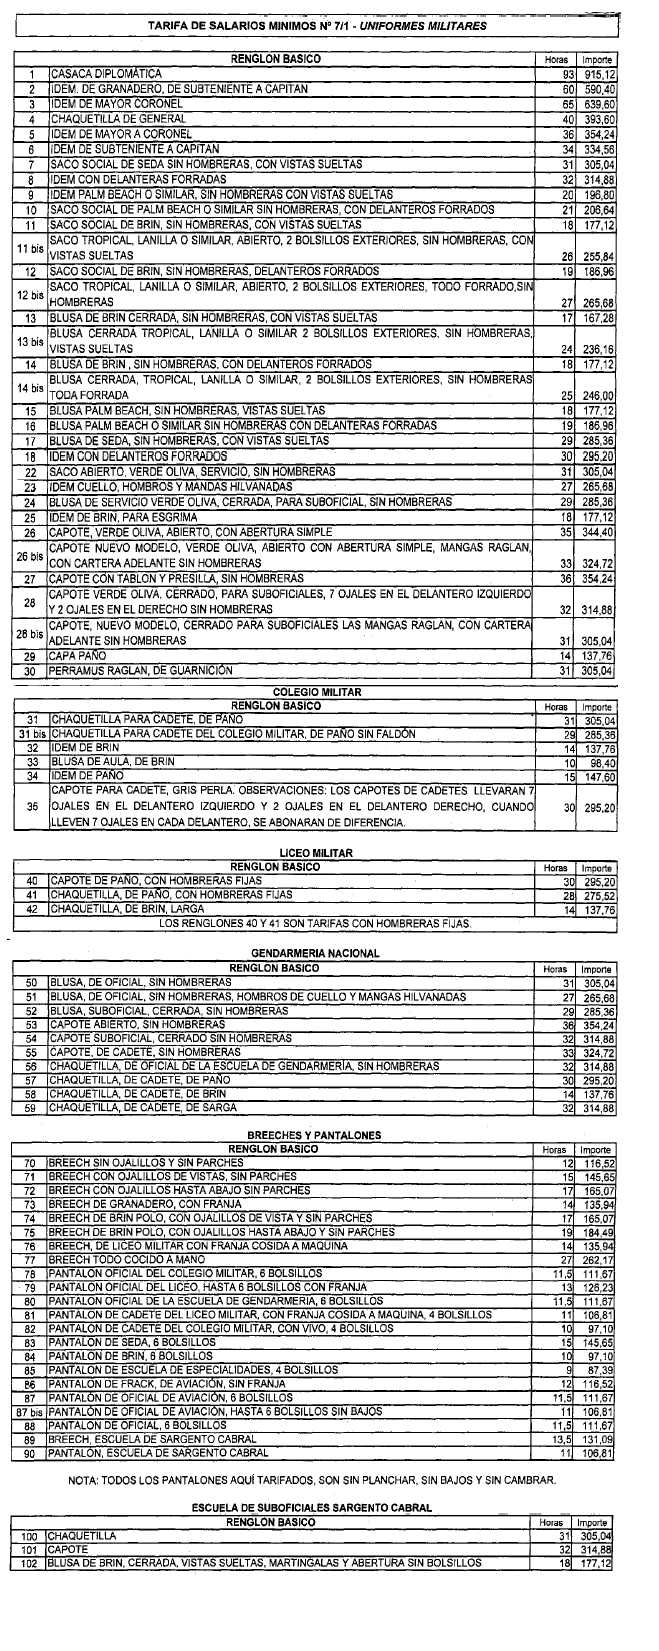 TARIFA DE SALARIOS MINIMOS Nº 7/1 - UNIFORMES MILITARES
RENGLON BASICO Horas Importe
1 CASACA DIPLOMÁTICA 93 915,12
2 IDEM. DE GRANADERO, DE SUBTENIENTE A CAPITAN 60 590,40
3 IDEM DE MAYOR CORONEL 65 639,60
4 CHAQUETILLA DE GENERAL 40 393,60
5 IDEM DE MAYOR A CORONEL 36 354,24
6 IDEM DE SUBTENIENTE A CAPITAN 34 334,56
7 SACO SOCIAL DE SEDA SIN HOMBRERAS, CON VISTAS SUELTAS 31 305,04
8 IDEM CON DELANTERAS FORRADAS 32 314,88
9 IDEM PALM BEACH O SIMILAR, SIN HOMBRERAS CON VISTAS SUELTAS 20 196,80
10 SACO SOCIAL DE PALM BEACH O SIMILAR SIN HOMBRERAS, CON DELANTEROS FORRADOS 21 206,64
11 SACO SOCIAL DE BRIN, SIN HOMBRERAS, CON VISTAS SUELTAS 18 177,12
11 bis SACO TROPICAL, LANILLA O SIMILAR, ABIERTO, 2 BOLSILLOS EXTERIORES, SIN HOMBRERAS, CON
VISTAS SUELTAS 26 255,84
12 SACO SOCIAL DE BRIN, SIN HOMBRERAS, DELANTEROS FORRADOS 19 186,96
12 bis SACO TROPICAL, LANILLA O SIMILAR, ABIERTO, 2 BOLSILLOS EXTERIORES, TODO FORRADO,SIN
HOMBRERAS 27 265,68
13 BLUSA DE BRIN CERRADA, SIN HOMBRERAS, CON VISTAS SUELTAS 17 167,28
13 bis BLUSA CERRADA TROPICAL, LANILLA O SIMILAR 2 BOLSILLOS EXTERIORES, SIN HOMBRERAS,
VISTAS SUELTAS 24 236,16
14 BLUSA DE BRIN , SIN HOMBRERAS, CON DELANTEROS FORRADOS 18 177,12
14 bis BLUSA CERRADA, TROPICAL, LANILLA O SIMILAR, 2 BOLSILLOS EXTERIORES, SIN HOMBRERAS
TODA FORRADA 25 246,00
15 BLUSA PALM BEACH, SIN HOMBRERAS, VISTAS SUELTAS 18 177,12
16 BLUSA PALM BEACH O SIMILAR SIN HOMBRERAS CON DELANTERAS FORRADAS 19 186,96
17 BLUSA DE SEDA, SIN HOMBRERAS, CON VISTAS SUELTAS 29 285,36
18 IDEM CON DELANTEROS FORRADOS 30 295,20
22 SACO ABIERTO, VERDE OLIVA, SERVICIO, SIN HOMBRERAS 31 305,04
23 IDEM CUELLO, HOMBROS Y MANDAS HILVANADAS 27 265,68
24 BLUSA DE SERVICIO VERDE OLIVA, CERRADA, PARA SUBOFICIAL, SIN HOMBRERAS 29 285,36
25 IDEM DE BRIN, PARA ESGRIMA 18 177,12
26 CAPOTE, VERDE OLIVA, ABIERTO, CON ABERTURA SIMPLE 35 344,40
26 bis CAPOTE NUEVO MODELO, VERDE OLIVA, ABIERTO CON ABERTURA SIMPLE, MANGAS RAGLAN,
CON CARTERA ADELANTE SIN HOMBRERAS 33 324,72
27 CAPOTE CON TABLON Y PRESILLA, SIN HOMBRERAS 36 354,24
28 CAPOTE VERDE OLIVA, CERRADO, PARA SUBOFICIALES, 7 OJALES EN EL DELANTERO IZQUIERDO
Y 2 OJALES EN EL DERECHO SIN HOMBRERAS 32 314,88
28 bis CAPOTE, NUEVO MODELO, CERRADO PARA SUBOFICIALES LAS MANGAS RAGLAN, CON CARTERA
ADELANTE SIN HOMBRERAS 31 305,04
29 CAPA PAÑO 14 137,76
30 PERRAMUS RAGLAN, DE GUARNICIÓN 31 305,04
COLEGIO MILITAR
RENGLON BASICO Horas Importe
31 CHAQUETILLA PARA CADETE, DE PAÑO 31 305,04
31 bis CHAQUETILLA PARA CADETE DEL COLEGIO MILITAR, DE PAÑO SIN FALDÓN 29 285,36
32 IDEM DE BRIN 14 137,76
33 BLUSA DE AULA, DE BRIN 10 98,40
34 IDEM DE PAÑO 15 147,60
35 CAPOTE PARA CADETE, GRIS PERLA. OBSERVACIONES: LOS CAPOTES DE CADETES LLEVARAN 7
OJALES EN EL DELANTERO IZQUIERDO Y 2 OJALES EN EL DELANTERO DERECHO, CUANDO
LLEVEN 7 OJALES EN CADA DELANTERO, SE ABONARAN DE DIFERENCIA. 30 295,20
LICEO MILITAR
RENGLON BASICO Horas Importe
40 CAPOTE DE PAÑO, CON HOMBRERAS FIJAS 30 295,20
41 CHAQUETILLA, DE PAÑO, CON HOMBRERAS FIJAS 28 275,52
42 CHAQUETILLA, DE BRIN, LARGA 14 137,76
LOS RENGLONES 40 Y 41 SON TARIFAS CON HOMBRERAS FIJAS.
GENDARMERIA NACIONAL
RENGLON BASICO Horas Importe
50 BLUSA, DE OFICIAL, SIN HOMBRERAS 31 305,04
51 BLUSA, DE OFICIAL, SIN HOMBRERAS, HOMBROS DE CUELLO Y MANGAS HILVANADAS 27 265,68
52 BLUSA, SUBOFICIAL, CERRADA, SIN HOMBRERAS 29 285,36
53 CAPOTE ABIERTO, SIN HOMBRERAS 36 354,24
54 CAPOTE SUBOFICIAL, CERRADO SIN HOMBRERAS 32 314,88
55 CAPOTE, DE CADETE, SIN HOMBRERAS 33 324,72
56 CHAQUETILLA, DE OFICIAL DE LA ESCUELA DE GENDARMERÍA, SIN HOMBRERAS 32 314,88
57 CHAQUETILLA, DE CADETE, DE PAÑO 30 295,20
58 CHAQUETILLA, DE CADETE, DE BRIN 14 137,76
59 CHAQUETILLA, DE CADETE, DE SARGA 32 314,88
BREECHES Y PANTALONES
RENGLON BASICO Horas Importe
70 BREECH SIN OJALILLOS Y SIN PARCHES 12 116,52
71 BREECH CON OJALILLOS DE VISTAS, SIN PARCHES 15 145,65
72 BREECH CON OJALILLOS HASTA ABAJO SIN PARCHES 17 165,07
73 BREECH DE GRANADERO, CON FRANJA 14 135,94
74 BREECH DE BRIN POLO, CON OJALILLOS DE VISTA Y SIN PARCHES 17 165,07
75 BREECH DE BRIN POLO, CON OJALILLOS HASTA ABAJO Y SIN PARCHES 19 184,49
76 BREECH, DE LICEO MILITAR CON FRANJA COSIDA A MAQUINA 14 135,94
77 BREECH TODO COCIDO A MANO 27 262,17
78 PANTALON OFICIAL DEL COLEGIO MILITAR, 6 BOLSILLOS 11,5 111,67
79 PANTALON OFICIAL DEL LICEO, HASTA 6 BOLSILLOS CON FRANJA 13 126,23
80 PANTALON OFICIAL DE LA ESCUELA DE GENDARMERIA, 6 BOLSILLOS 11,5 111,67
81 PANTALON DE CADETE DEL LICEO MILITAR, CON FRANJA COSIDA A MAQUINA, 4 BOLSILLOS 11 106,81
82 PANTALON DE CADETE DEL COLEGIO MILITAR, CON VIVO, 4 BOLSILLOS 10 97,10
83 PANTALON DE SEDA, 6 BOLSILLOS 15 145,65
84 PANTALON DE BRIN, 6 BOLSILLOS 10 97,10
85 PANTALON DE ESCUELA DE ESPECIALIDADES, 4 BOLSILLOS 9 87,39
86 PANTALON DE FRACK, DE AVIACIÓN, SIN FRANJA 12 116,52
87 PANTALON DE OFICIAL DE AVIACIÓN, 6 BOLSILLOS 11,5 111,67
87 bis PANTALÓN DE OFICIAL DE AVIACIÓN, HASTA 6 BOLSILLOS SIN BAJOS 11 106,81
88 PANTALON DE OFICIAL, 6 BOLSILLOS 11,5 111,67
89 BREECH, ESCUELA DE SARGENTO CABRAL 13,5 131,09
90 PANTALÓN, ESCUELA DE SARGENTO CABRAL 11 106,81
NOTA: TODOS LOS PANTALONES AQUÍ TARIFADOS, SON SIN PLANCHAR, SIN BAJOS Y SIN CAMBRAR.
ESCUELA DE SUBOFICIALES SARGENTO CABRAL
RENGLON BASICO Horas Importe
100 CHAQUETILLA 31 305,04
101 CAPOTE 32 314,88
102 BLUSA DE BRIN, CERRADA, VISTAS SUELTAS, MARTINGALAS Y ABERTURA SIN BOLSILLOS 18 177,12